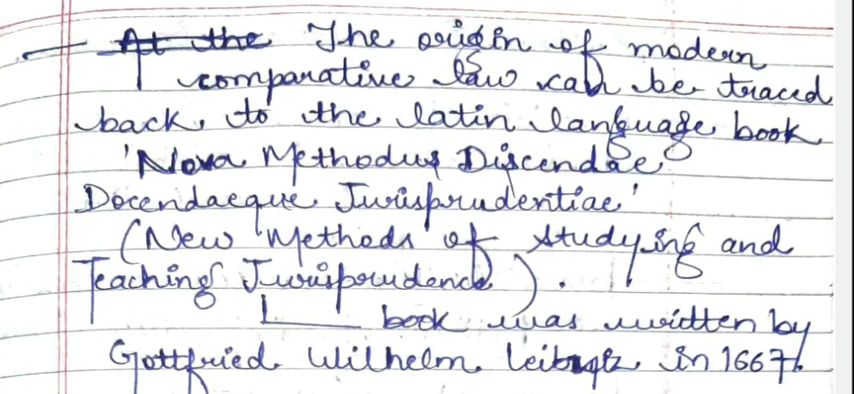 — At the The origin of modern
comparative law can be traced
back to the latin language book
'Nova Methodus Discendae
Docendaeque Jurisprudentiae'
(New Methods of studying and
Teaching Jurisprudence).
book was written by
Gottfried Wilhelm Leibnitz in 1667.